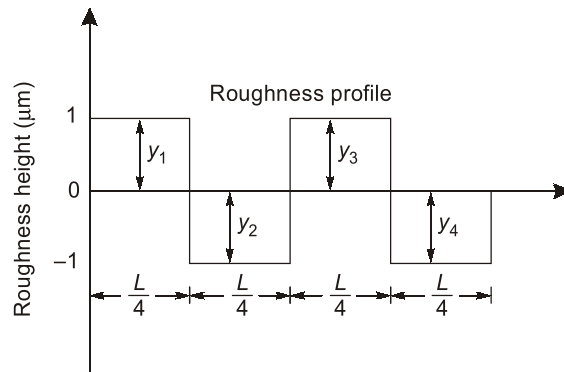 Roughness profile
Roughness height (μm)
1
0
–1
y1
y2
y3
y4
L/4
L/4
L/4
L/4